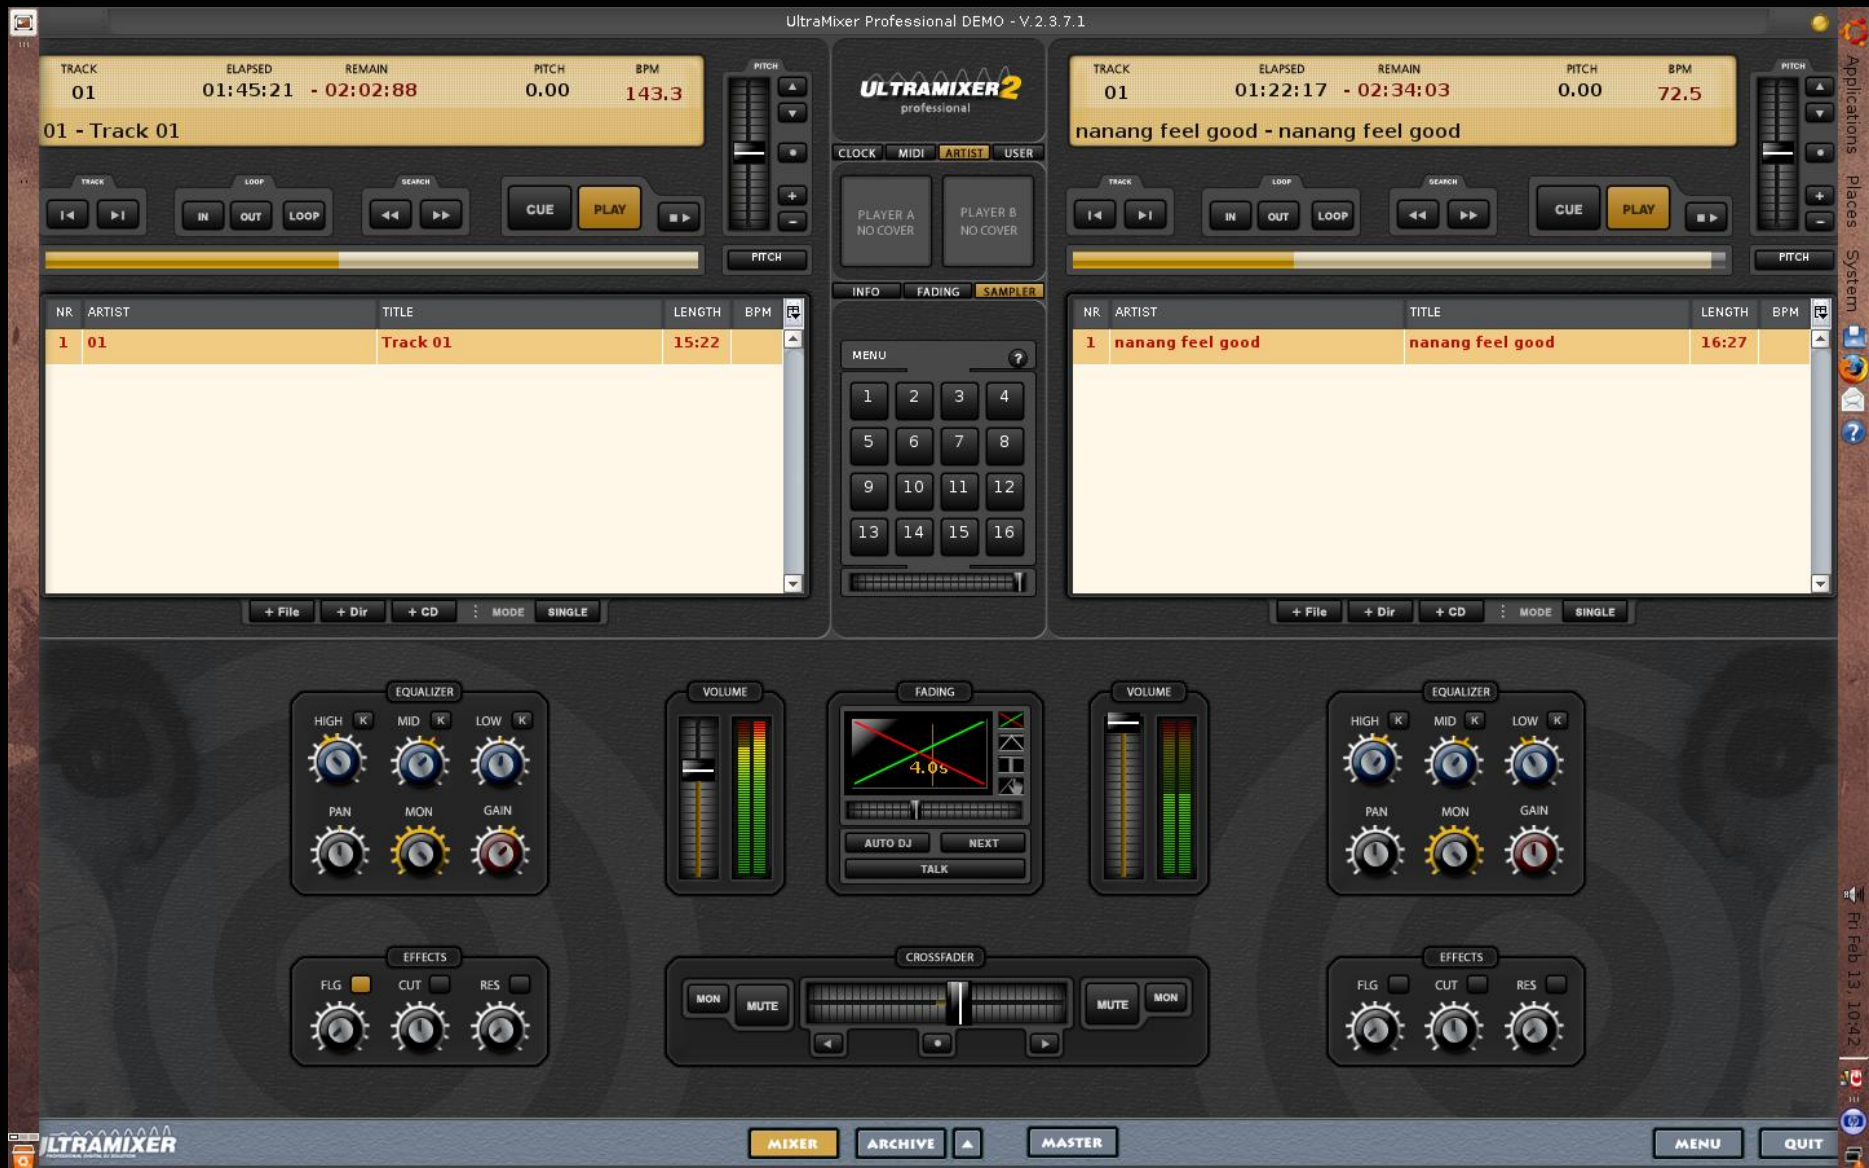 UltraMixer Professional DEMO - V.2.3.7.1
TRACK ELAPSED REMAIN PITCH BPM
01 01:45:21 - 02:02:88 0.00 143.3
01 - Track 01
PITCH
TRACK LOOP SEARCH
IN OUT LOOP CUE PLAY
PITCH
NR ARTIST TITLE LENGTH BPM
1 01 Track 01 15:22
+ File + Dir + CD MODE SINGLE
ULTRAMIXER2
professional
CLOCK MIDI ARTIST USER
PLAYER A
NO COVER
PLAYER B
NO COVER
INFO FADING SAMPLER
MENU ?
1 2 3 4
5 6 7 8
9 10 11 12
13 14 15 16
TRACK ELAPSED REMAIN PITCH BPM
01 01:22:17 - 02:34:03 0.00 72.5
nanang feel good - nanang feel good
PITCH
TRACK LOOP SEARCH
IN OUT LOOP CUE PLAY
PITCH
NR ARTIST TITLE LENGTH BPM
1 nanang feel good nanang feel good 16:27
+ File + Dir + CD MODE SINGLE
EQUALIZER
HIGH K MID K LOW K
PAN MON GAIN
VOLUME
FADING
4.0s
AUTO DJ NEXT
TALK
VOLUME
EQUALIZER
HIGH K MID K LOW K
PAN MON GAIN
EFFECTS
FLG CUT RES
CROSSFADER
MON MUTE MUTE MON
EFFECTS
FLG CUT RES
LTRAMIXER
MIXER ARCHIVE MASTER MENU QUIT
Applications Places System
Fri Feb 13, 10:42